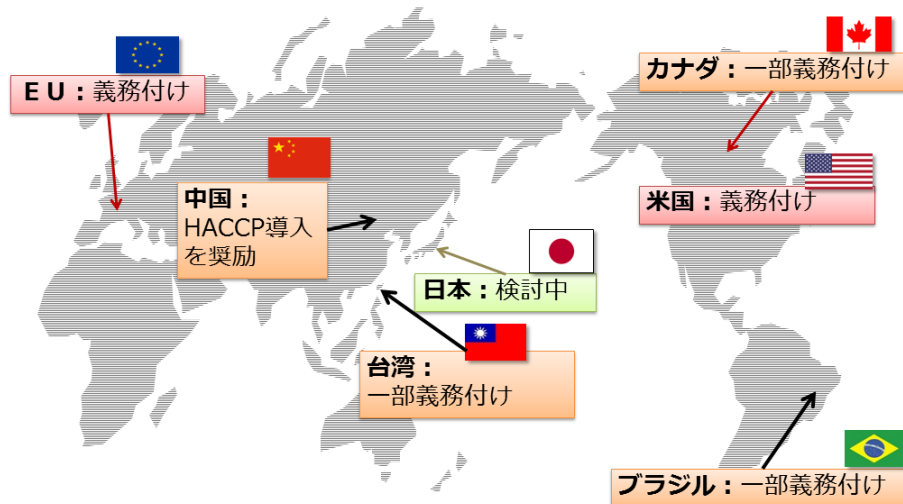 カナダ：一部義務付け
ＥＵ：義務付け
中国：
HACCP導入
を奨励
米国：義務付け
日本：検討中
台湾：
一部義務付け
ブラジル：一部義務付け